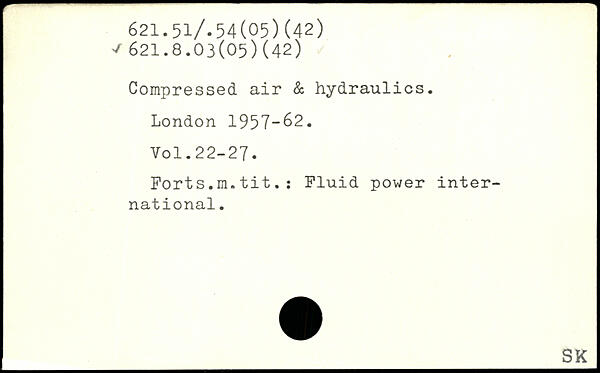 621.51/.54(05)(42)
✓ 621.8.03(05)(42)
Compressed air & hydraulics.
London 1957-62.
Vol.22-27.
Forts.m.tit.: Fluid power inter-
national.
SK